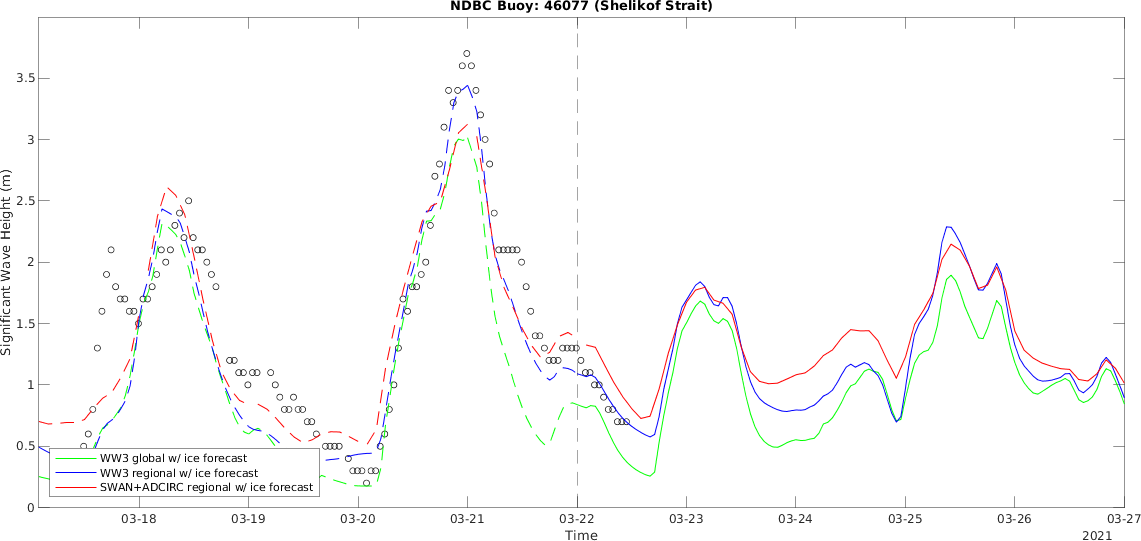 NDBC Buoy: 46077 (Shelikof Strait)
Significant Wave Height (m)
3.5
3
2.5
2
1.5
1
0.5
0
WW3 global w/ ice forecast
WW3 regional w/ ice forecast
SWAN+ADCIRC regional w/ ice forecast
03-18 03-19 03-20 03-21 03-22 03-23 03-24 03-25 03-26 03-27
Time
2021